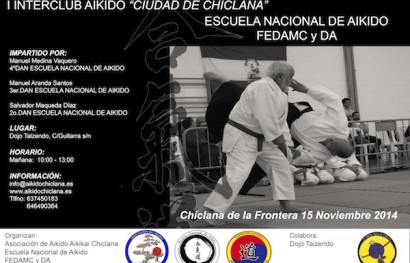 I INTERCLUB AIKIDO "CIUDAD DE CHICLANA"
ESCUELA NACIONAL DE AIKIDO
FEDAMC y DA
IMPARTIDO POR:
Manuel Medina Vaquero
4ºDAN ESCUELA NACIONAL DE AIKIDO
Manuel Aranda Santos
3er.DAN ESCUELA NACIONAL DE AIKIDO
Salvador Maqueda Díaz
2o.DAN ESCUELA NACIONAL DE AIKIDO
LUGAR:
Dojo Taizendo, C/Guitarra s/n
HORARIO:
Mañana: 10:00 - 13:00
INFORMACIÓN:
info@aikidochiclana.es
www.aikidochiclana.es
Tlfno: 637450183
646490364
Chiclana de la Frontera 15 Noviembre 2014
Organizan:
Asociación de Aikido Aikikai Chiclana
Escuela Nacional de Aikido
FEDAMC y DA
Colabora:
Dojo Taizendo